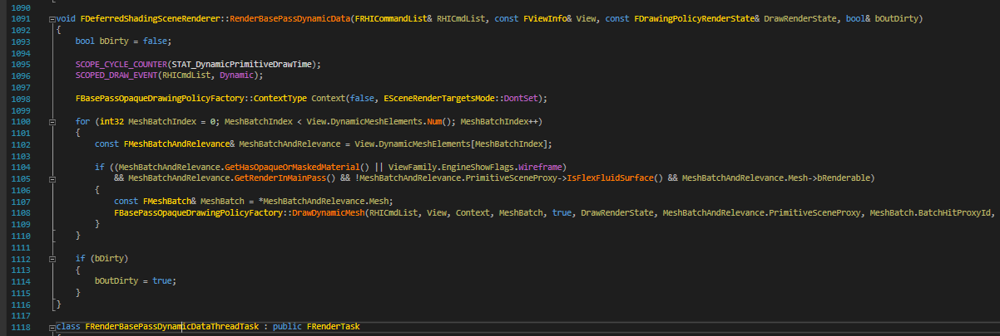 1090
1091 void FDeferredShadingSceneRenderer::RenderBasePassDynamicData(FRHICommandList& RHICmdList, const FViewInfo& View, const FDrawingPolicyRenderState& DrawRenderState, bool& bOutDirty)
1092 {
1093 bool bDirty = false;
1094
1095 SCOPE_CYCLE_COUNTER(STAT_DynamicPrimitiveDrawTime);
1096 SCOPED_DRAW_EVENT(RHICmdList, Dynamic);
1097
1098 FBasePassOpaqueDrawingPolicyFactory::ContextType Context(false, ESceneRenderTargetsMode::DontSet);
1099
1100 for (int32 MeshBatchIndex = 0; MeshBatchIndex < View.DynamicMeshElements.Num(); MeshBatchIndex++)
1101 {
1102 const FMeshBatchAndRelevance& MeshBatchAndRelevance = View.DynamicMeshElements[MeshBatchIndex];
1103
1104 if ((MeshBatchAndRelevance.GetHasOpaqueOrMaskedMaterial() || ViewFamily.EngineShowFlags.Wireframe)
1105 && MeshBatchAndRelevance.GetRenderInMainPass() && !MeshBatchAndRelevance.PrimitiveSceneProxy->IsFlexFluidSurface() && MeshBatchAndRelevance.Mesh->bRenderable)
1106 {
1107 const FMeshBatch& MeshBatch = *MeshBatchAndRelevance.Mesh;
1108 FBasePassOpaqueDrawingPolicyFactory::DrawDynamicMesh(RHICmdList, View, Context, MeshBatch, true, DrawRenderState, MeshBatchAndRelevance.PrimitiveSceneProxy, MeshBatch.BatchHitProxyId,
1109 }
1110 }
1111
1112 if (bDirty)
1113 {
1114 bOutDirty = true;
1115 }
1116 }
1117
1118 class FRenderBasePassDynamicDataThreadTask : public FRenderTask